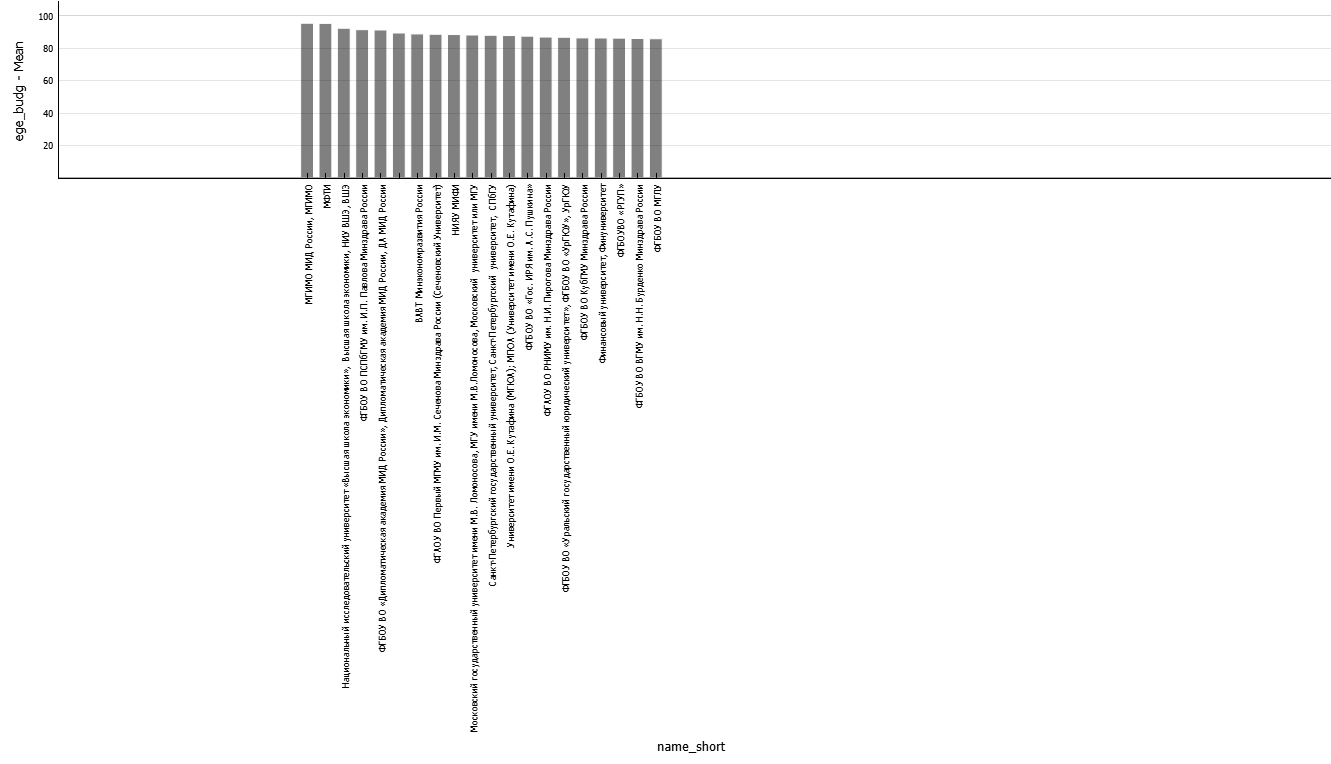 100
80
60
40
20
ege_budg - Mean
МГИМО МИД России, МГИМО
МФТИ
Национальный исследовательский университет «Высшая школа экономики», Высшая школа экономики, НИУ ВШЭ, ВШЭ
ФГБОУ ВО ПСПбГМУ им. И.П. Павлова Минздрава России
ФГБОУ ВО «Дипломатическая академия МИД России», Дипломатическая академия МИД России, ДА МИД России
ВАВТ Минэкономразвития России
ФГАОУ ВО Первый МГМУ им. И.М. Сеченова Минздрава России (Сеченовский Университет)
НИЯУ МИФИ
Московский государственный университет имени М.В. Ломоносова, МГУ имени М.В.Ломоносова, Московский университет или МГУ
Санкт-Петербургский государственный университет, Санкт-Петербургский университет, СПбГУ
Университет имени О.Е. Кутафина (МГЮА); МГЮА (Университет имени О.Е. Кутафина)
ФГБОУ ВО «Гос. ИРЯ им. А.С. Пушкина»
ФГАОУ ВО РНИМУ им. Н.И. Пирогова Минздрава России
ФГБОУ ВО «Уральский государственный юридический университет», ФГБОУ ВО «УрГЮУ», УрГЮУ
ФГБОУ ВО КубГМУ Минздрава России
Финансовый университет, Финуниверситет
ФГБОУВО «РГУП»
ФГБОУ ВО ВГМУ им. Н.Н. Бурденко Минздрава России
ФГБОУ ВО МГЛУ
name_short